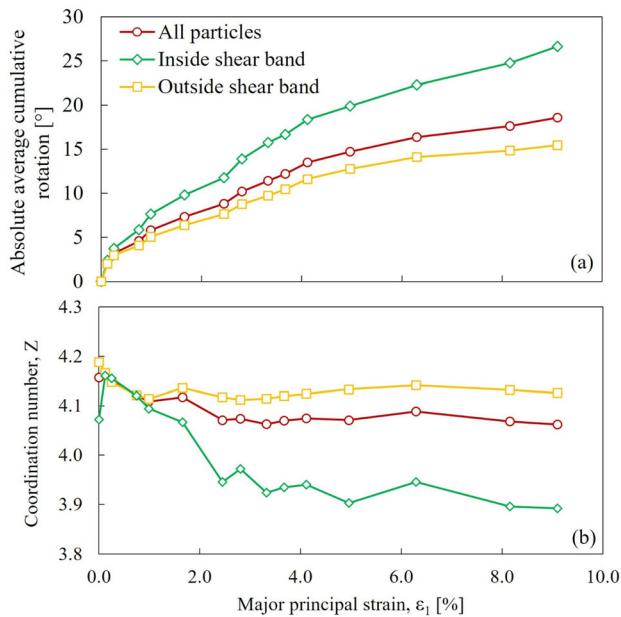 Absolute average cumulative
rotation [°]
30
25
20
15
10
5
0
All particles
Inside shear band
Outside shear band
(a)
Coordination number, Z
4.3
4.2
4.1
4.0
3.9
3.8
(b)
0.0 2.0 4.0 6.0 8.0 10.0
Major principal strain, ε₁ [%]